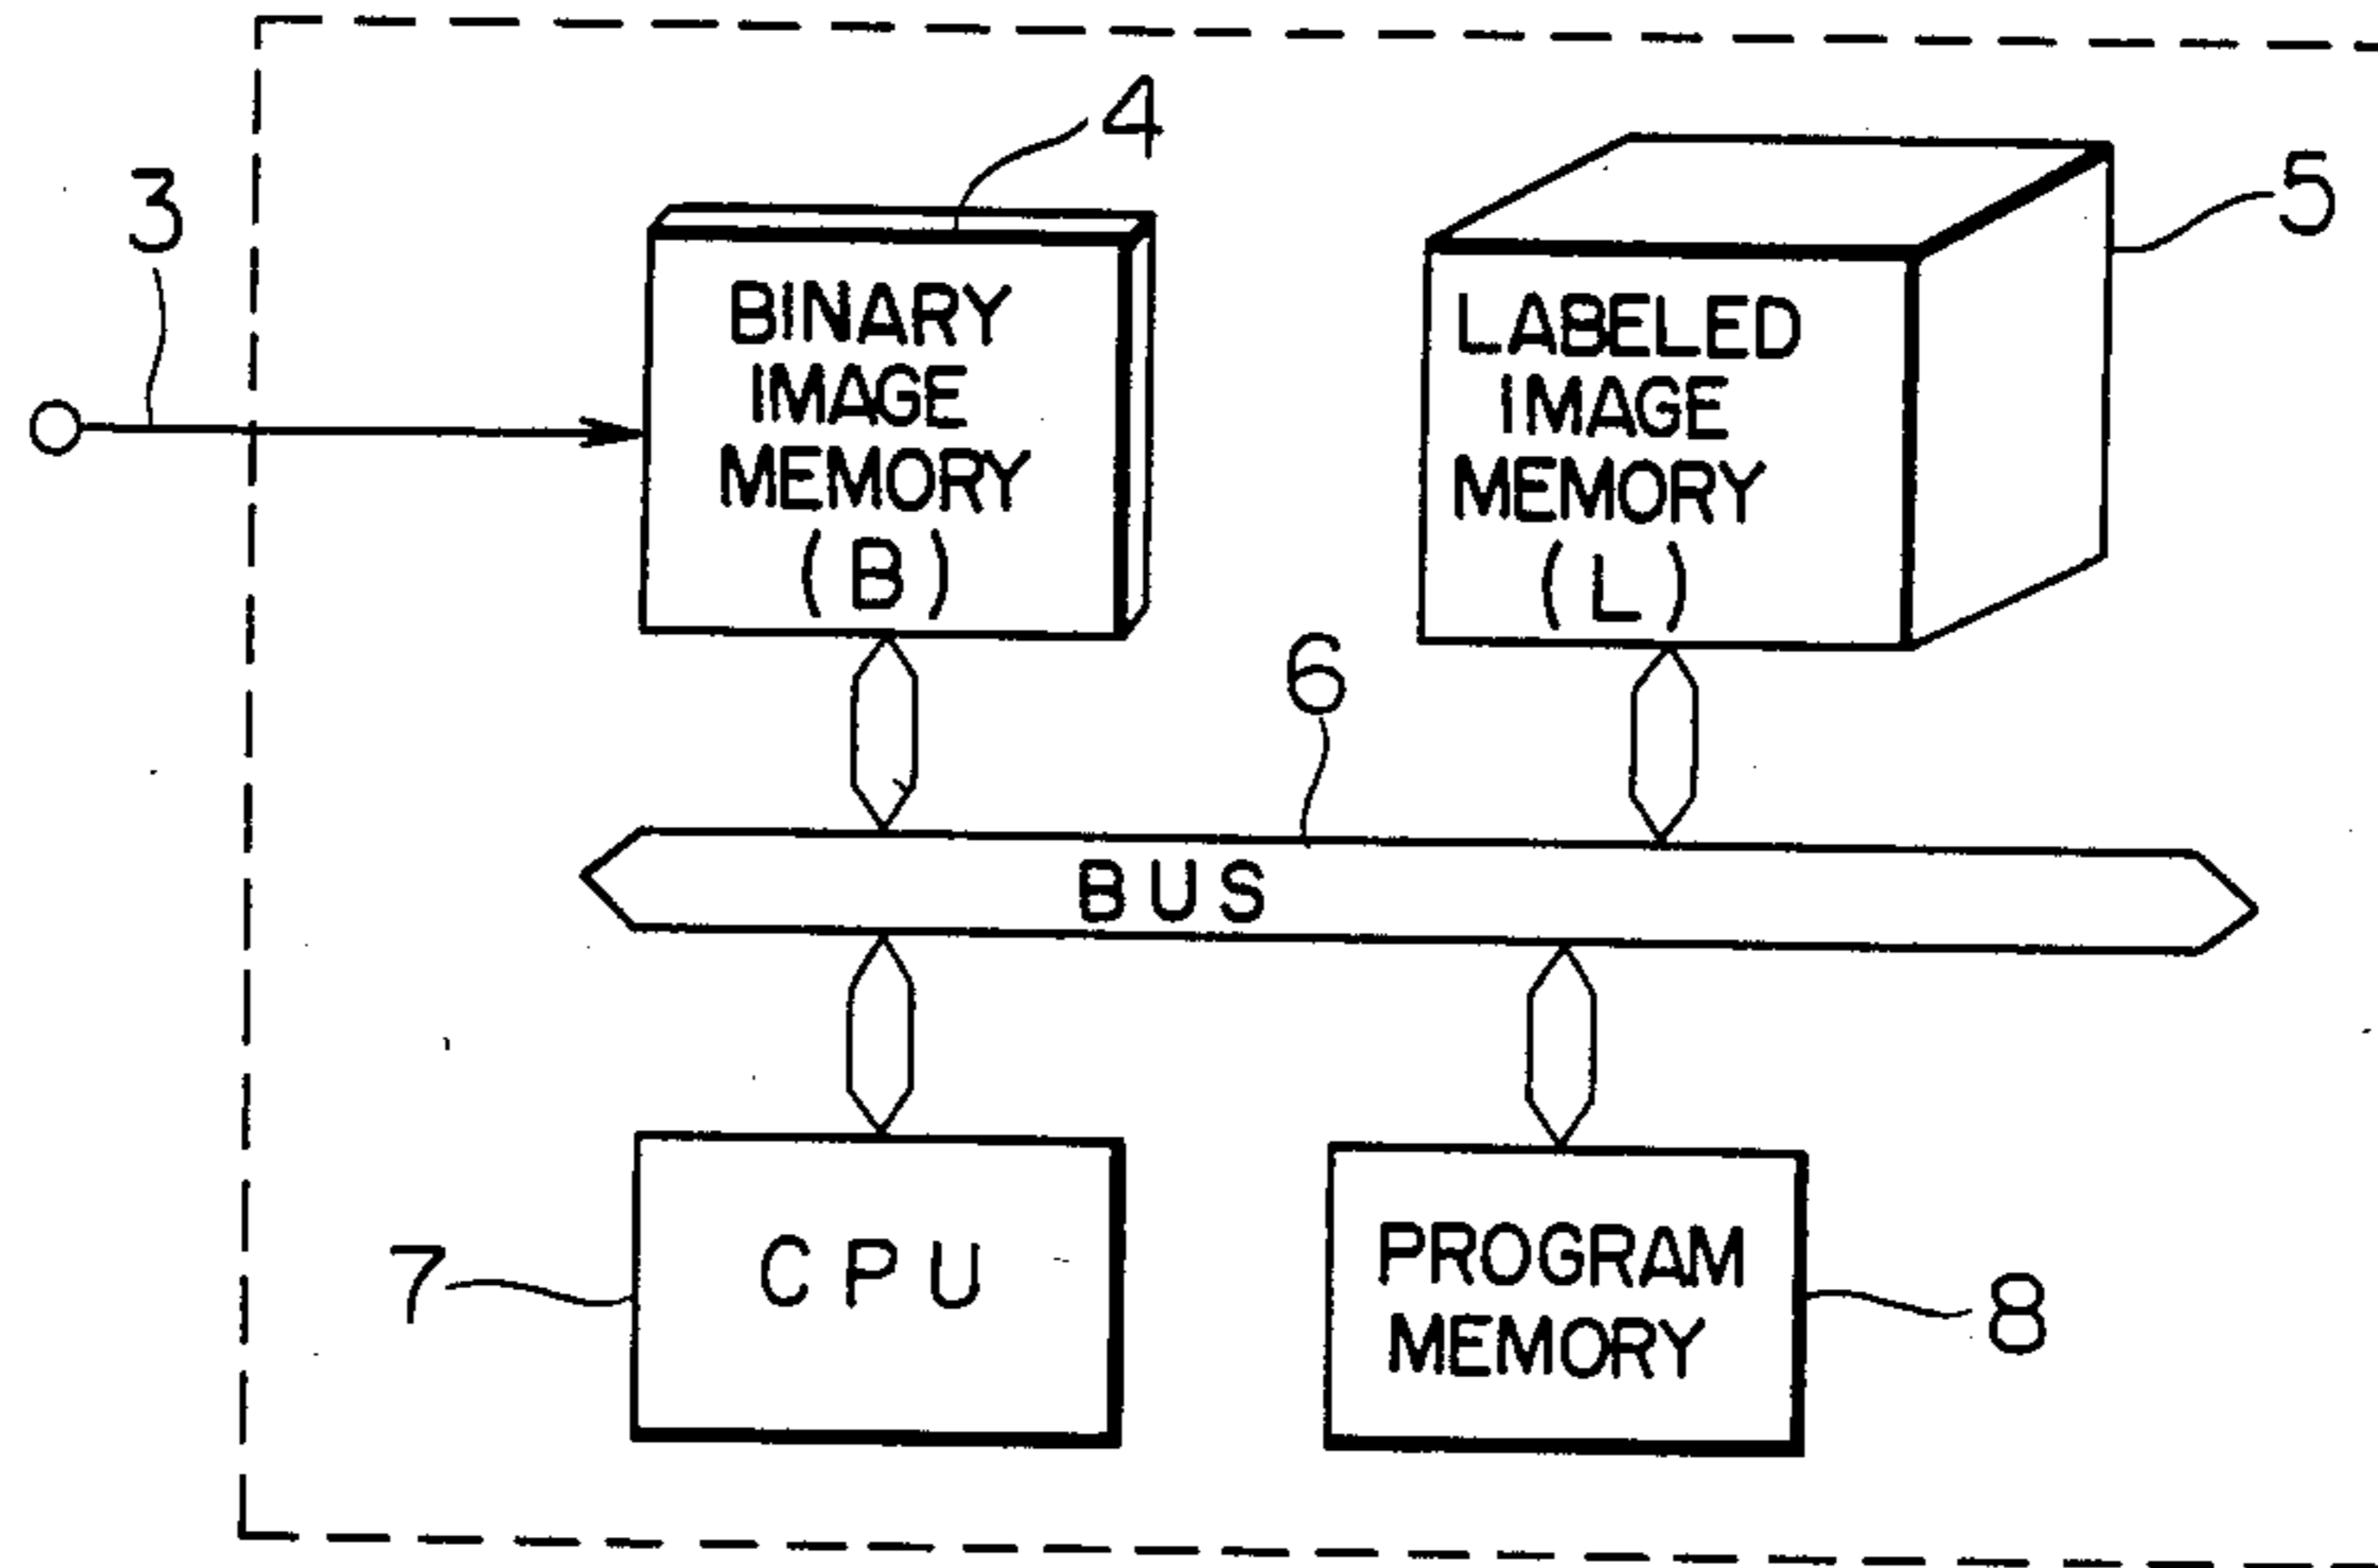 3
4
BINARY
IMAGE
MEMORY
(B)
5
LABELED
IMAGE
MEMORY
(L)
6
BUS
7
CPU
PROGRAM
MEMORY
8